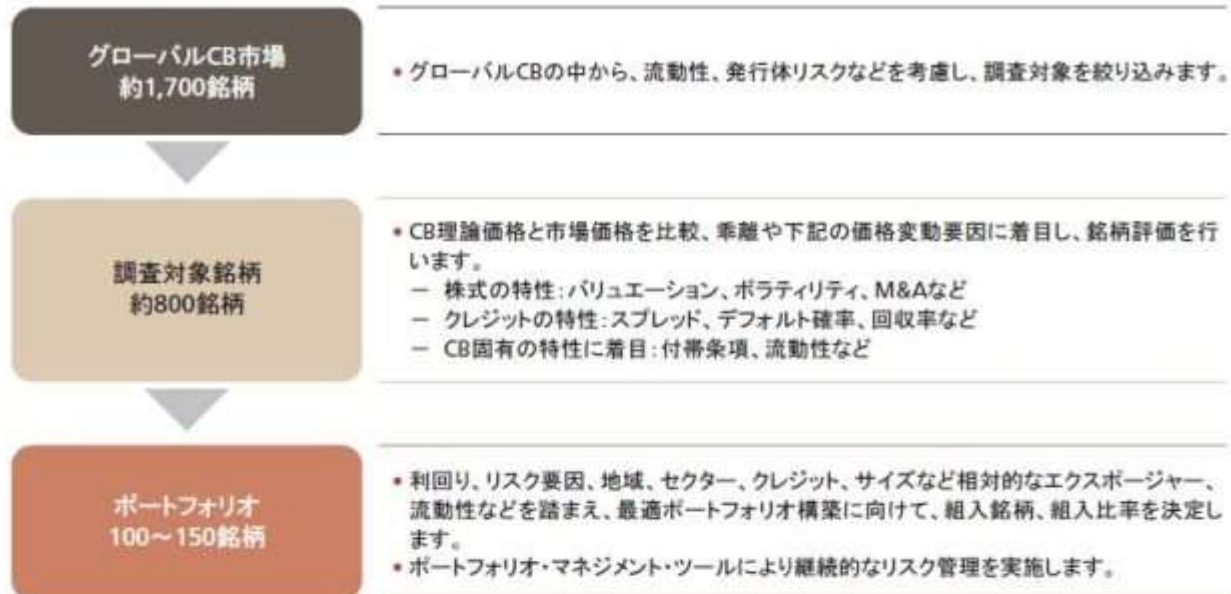 グローバルCB市場
約1,700銘柄
• グローバルCBの中から、流動性、発行体リスクなどを考慮し、調査対象を絞り込みます。
調査対象銘柄
約800銘柄
• CB理論価格と市場価格を比較、乖離や下記の価格変動要因に着目し、銘柄評価を行
います。
− 株式の特性：バリュエーション、ボラティリティ、M&Aなど
− クレジットの特性：スプレッド、デフォルト確率、回収率など
− CB固有の特性に着目：付帯条項、流動性など
ポートフォリオ
100～150銘柄
• 利回り、リスク要因、地域、セクター、クレジット、サイズなど相対的なエクスポージャー、
流動性などを踏まえ、最適ポートフォリオ構築に向けて、組入銘柄、組入比率を決定し
ます。
• ポートフォリオ・マネジメント・ツールにより継続的なリスク管理を実施します。